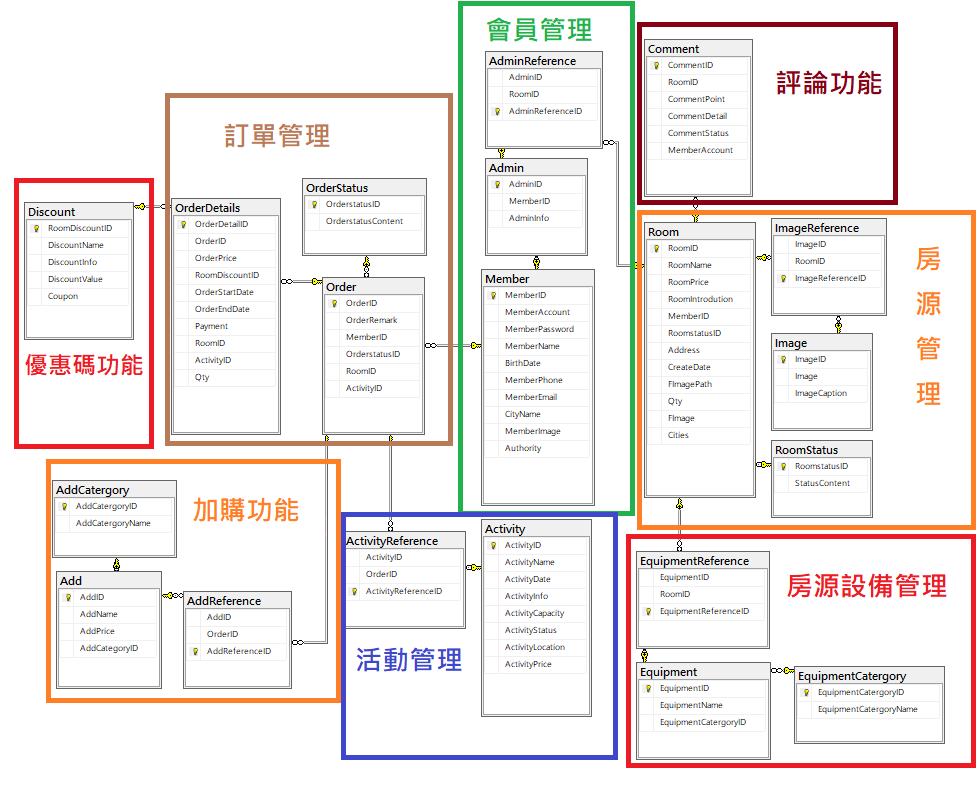 會員管理
AdminReference
AdminID
RoomID
AdminReferenceID
Admin
AdminID
MemberID
AdminInfo
Member
MemberID
MemberAccount
MemberPassword
MemberName
BirthDate
MemberPhone
MemberEmail
CityName
MemberImage
Authority
評論功能
Comment
CommentID
RoomID
CommentPoint
CommentDetail
CommentStatus
MemberAccount
訂單管理
OrderStatus
OrderstatusID
OrderstatusContent
OrderDetails
OrderDetailID
OrderID
OrderPrice
RoomDiscountID
OrderStartDate
OrderEndDate
Payment
RoomID
ActivityID
Qty
Order
OrderID
OrderRemark
MemberID
OrderstatusID
RoomID
ActivityID
Discount
RoomDiscountID
DiscountName
DiscountInfo
DiscountValue
Coupon
優惠碼功能
房源管理
Room
RoomID
RoomName
RoomPrice
RoomIntrodution
MemberID
RoomstatusID
Address
CreateDate
FImagePath
Qty
FImage
Cities
ImageReference
ImageID
RoomID
ImageReferenceID
Image
ImageID
Image
ImageCaption
RoomStatus
RoomstatusID
StatusContent
加購功能
AddCatergory
AddCatergoryID
AddCatergoryName
Add
AddID
AddName
AddPrice
AddCategoryID
AddReference
AddID
OrderID
AddReferenceID
ActivityReference
ActivityID
OrderID
ActivityReferenceID
活動管理
Activity
ActivityID
ActivityName
ActivityDate
ActivityInfo
ActivityCapacity
ActivityStatus
ActivityLocation
ActivityPrice
房源設備管理
EquipmentReference
EquipmentID
RoomID
EquipmentReferenceID
Equipment
EquipmentID
EquipmentName
EquipmentCatergoryID
EquipmentCatergory
EquipmentCatergoryID
EquipmentCatergoryName